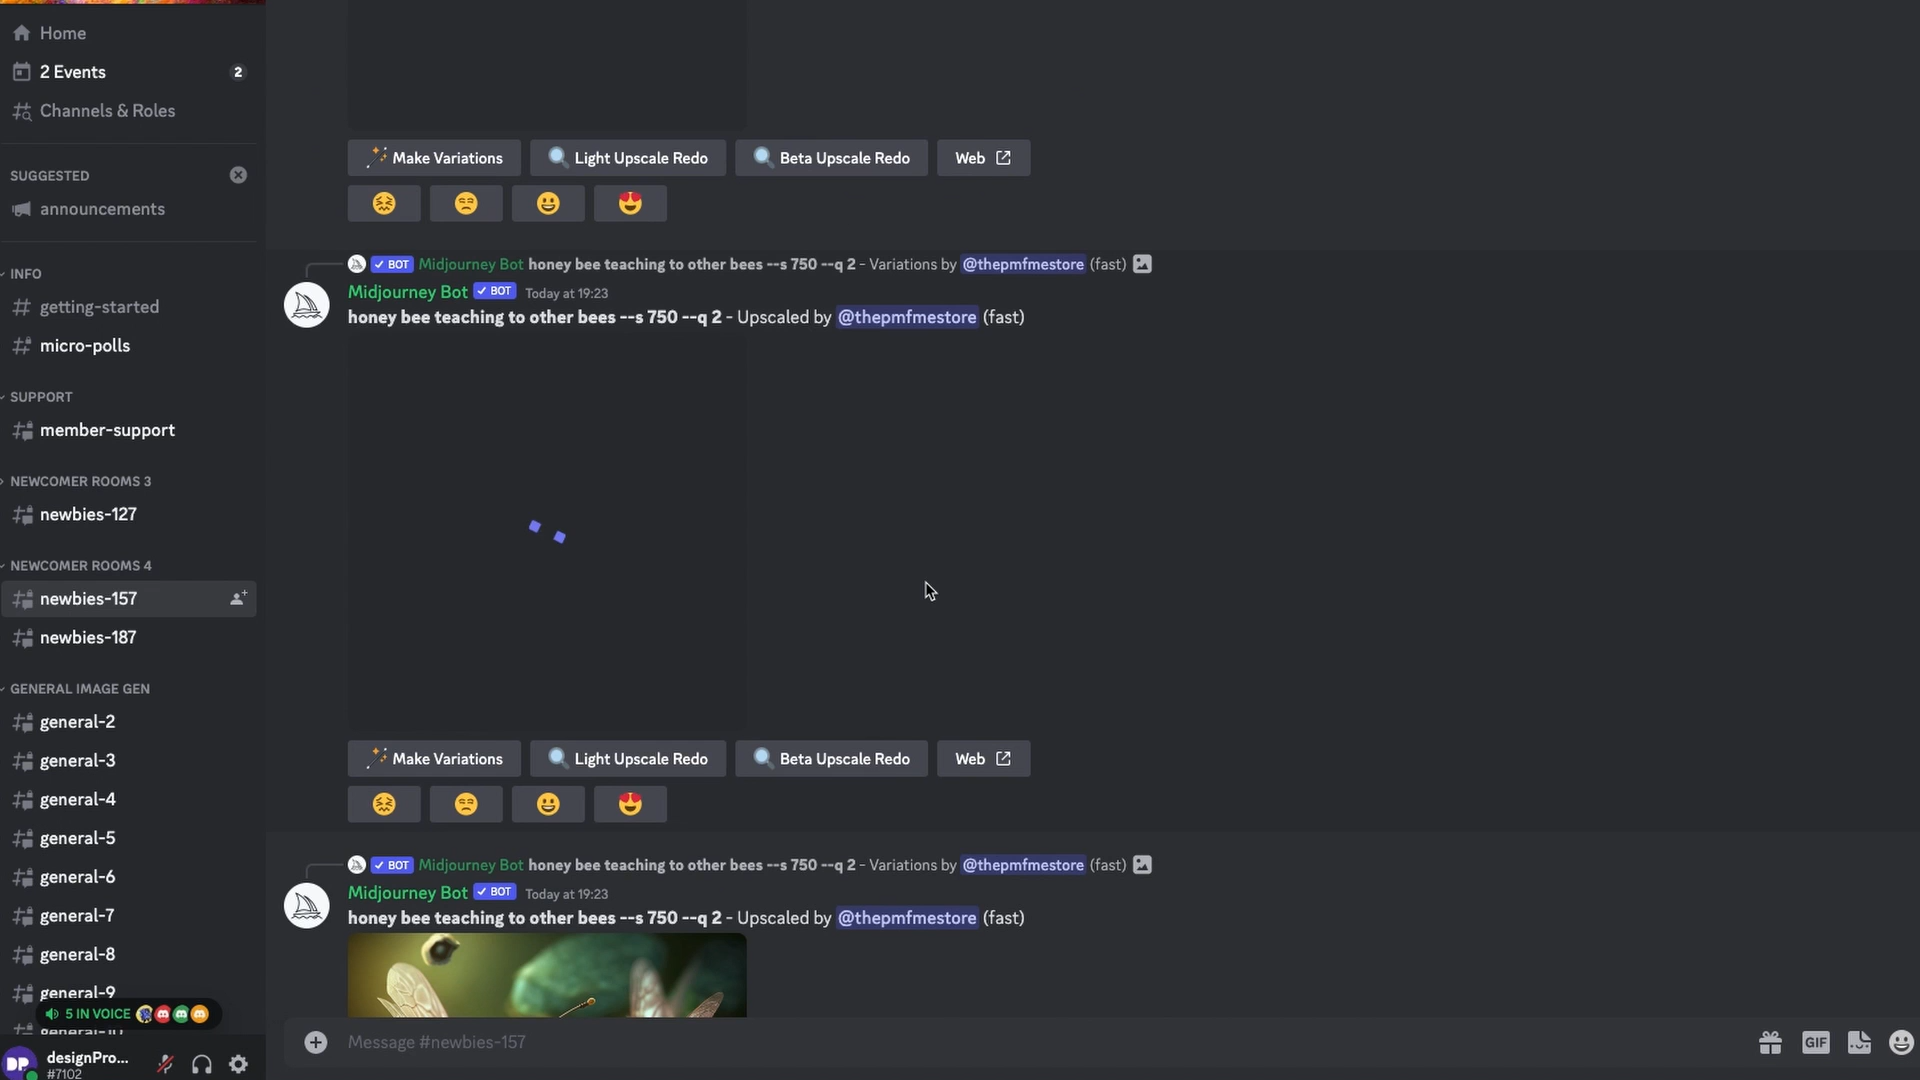 Home
2 Events
2
Channels & Roles
SUGGESTED
announcements
INFO
getting-started
micro-polls
SUPPORT
member-support
NEWCOMER ROOMS 3
newbies-127
NEWCOMER ROOMS 4
newbies-157
newbies-187
GENERAL IMAGE GEN
general-2
general-3
general-4
general-5
general-6
general-7
general-8
general-9
5 IN VOICE
general-10
DP
designPro...
#7102
Make Variations Light Upscale Redo Beta Upscale Redo Web
BOT Midjourney Bot honey bee teaching to other bees --s 750 --q 2 - Variations by @thepmfmestore (fast)
Midjourney Bot BOT Today at 19:23
honey bee teaching to other bees --s 750 --q 2 - Upscaled by @thepmfmestore (fast)
Make Variations Light Upscale Redo Beta Upscale Redo Web
BOT Midjourney Bot honey bee teaching to other bees --s 750 --q 2 - Variations by @thepmfmestore (fast)
Midjourney Bot BOT Today at 19:23
honey bee teaching to other bees --s 750 --q 2 - Upscaled by @thepmfmestore (fast)
Message #newbies-157
GIF